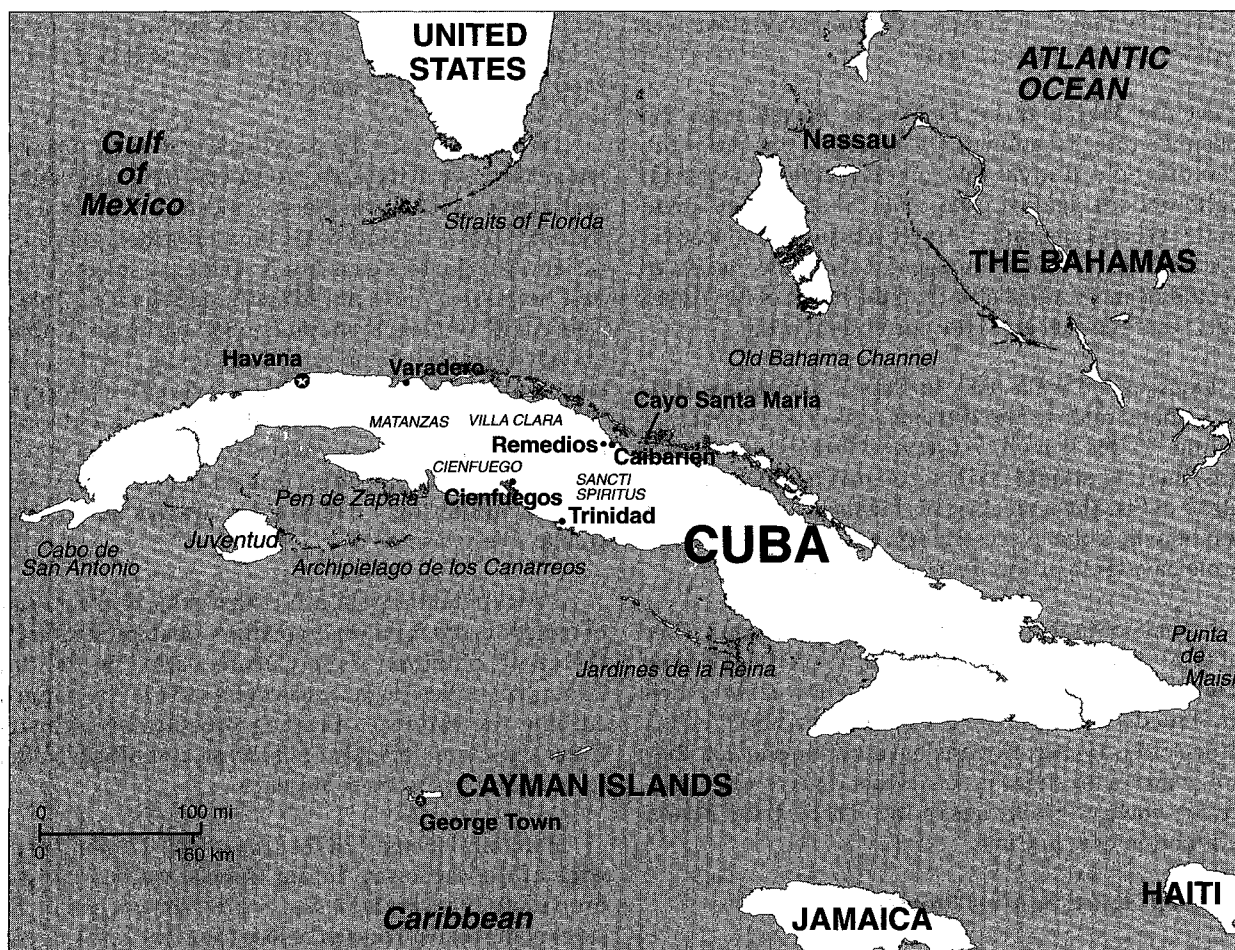 UNITED
STATES
ATLANTIC
OCEAN
Gulf
of
Mexico
Nassau
Straits of Florida
THE BAHAMAS
Old Bahama Channel
Havana
Varadero
Cayo Santa Maria
MATANZAS
VILLA CLARA
Remedios
Caibarién
CIENFUEGO
SANCTI
SPIRITUS
Pen de Zapata
Cienfuegos
Trinidad
CUBA
Juventud
Cabo de
San Antonio
Archipielago de los Canarreos
Punta
de
Maisi
Jardines de la Reina
CAYMAN ISLANDS
George Town
0
100 mi
0
160 km
HAITI
JAMAICA
Caribbean